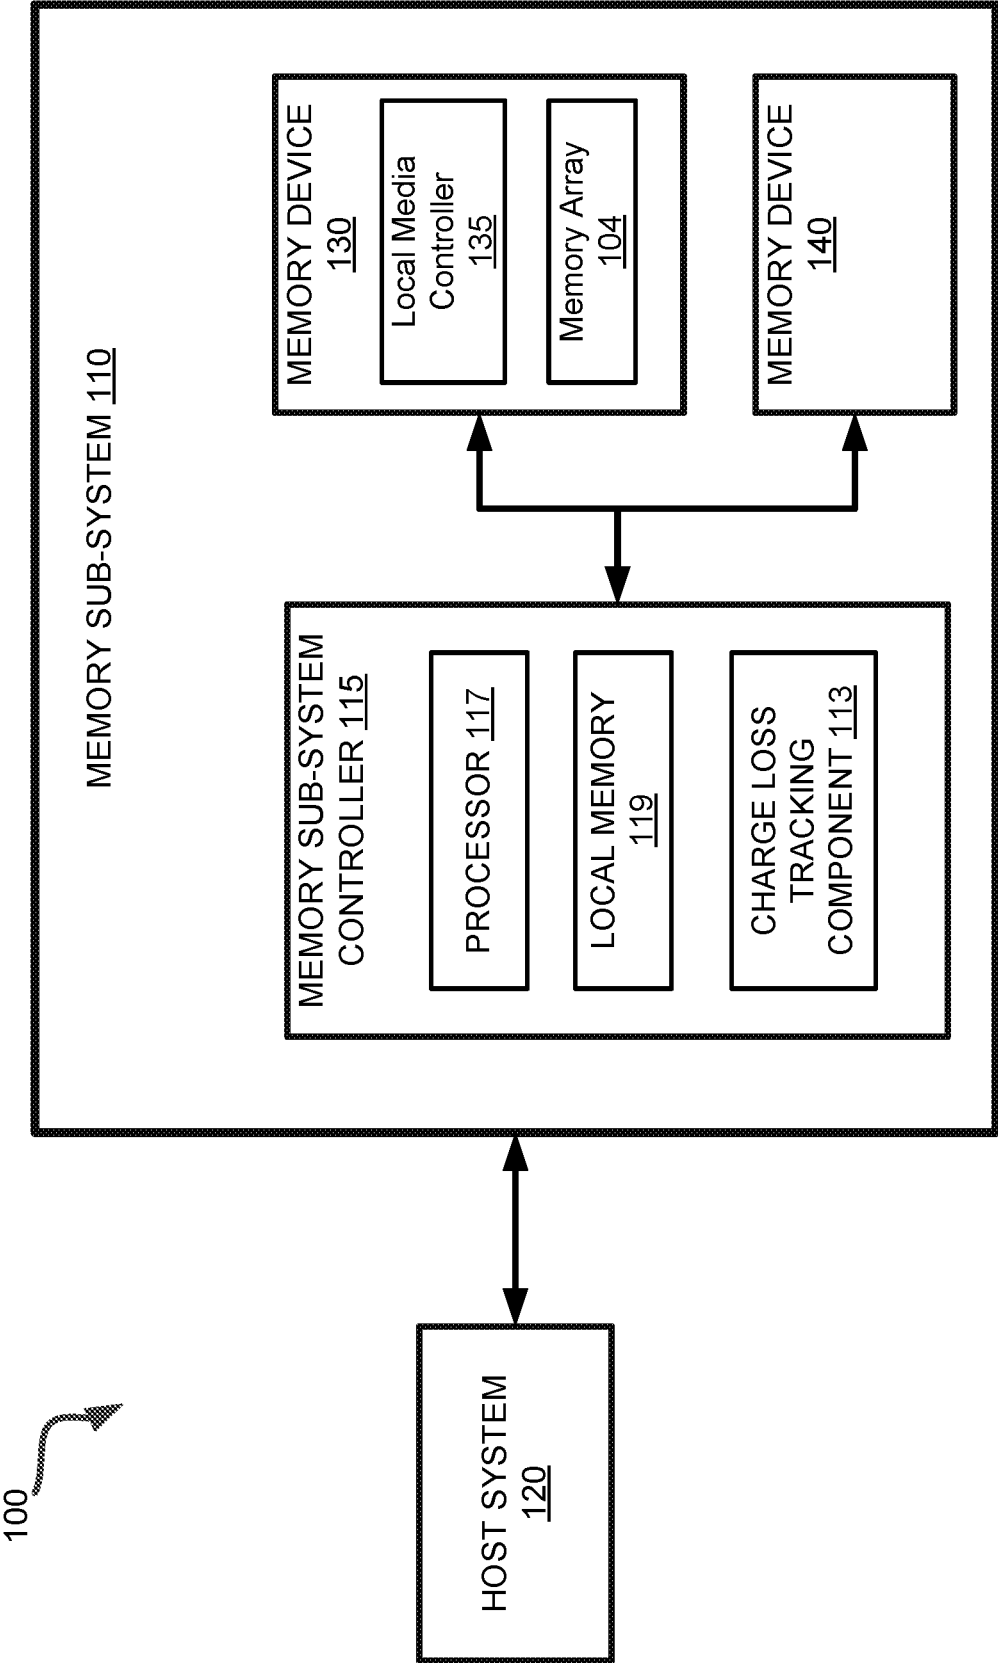 100
HOST SYSTEM
120
MEMORY SUB-SYSTEM 110
MEMORY SUB-SYSTEM
CONTROLLER 115
PROCESSOR 117
LOCAL MEMORY
119
CHARGE LOSS
TRACKING
COMPONENT 113
MEMORY DEVICE
130
Local Media
Controller
135
Memory Array
104
MEMORY DEVICE
140